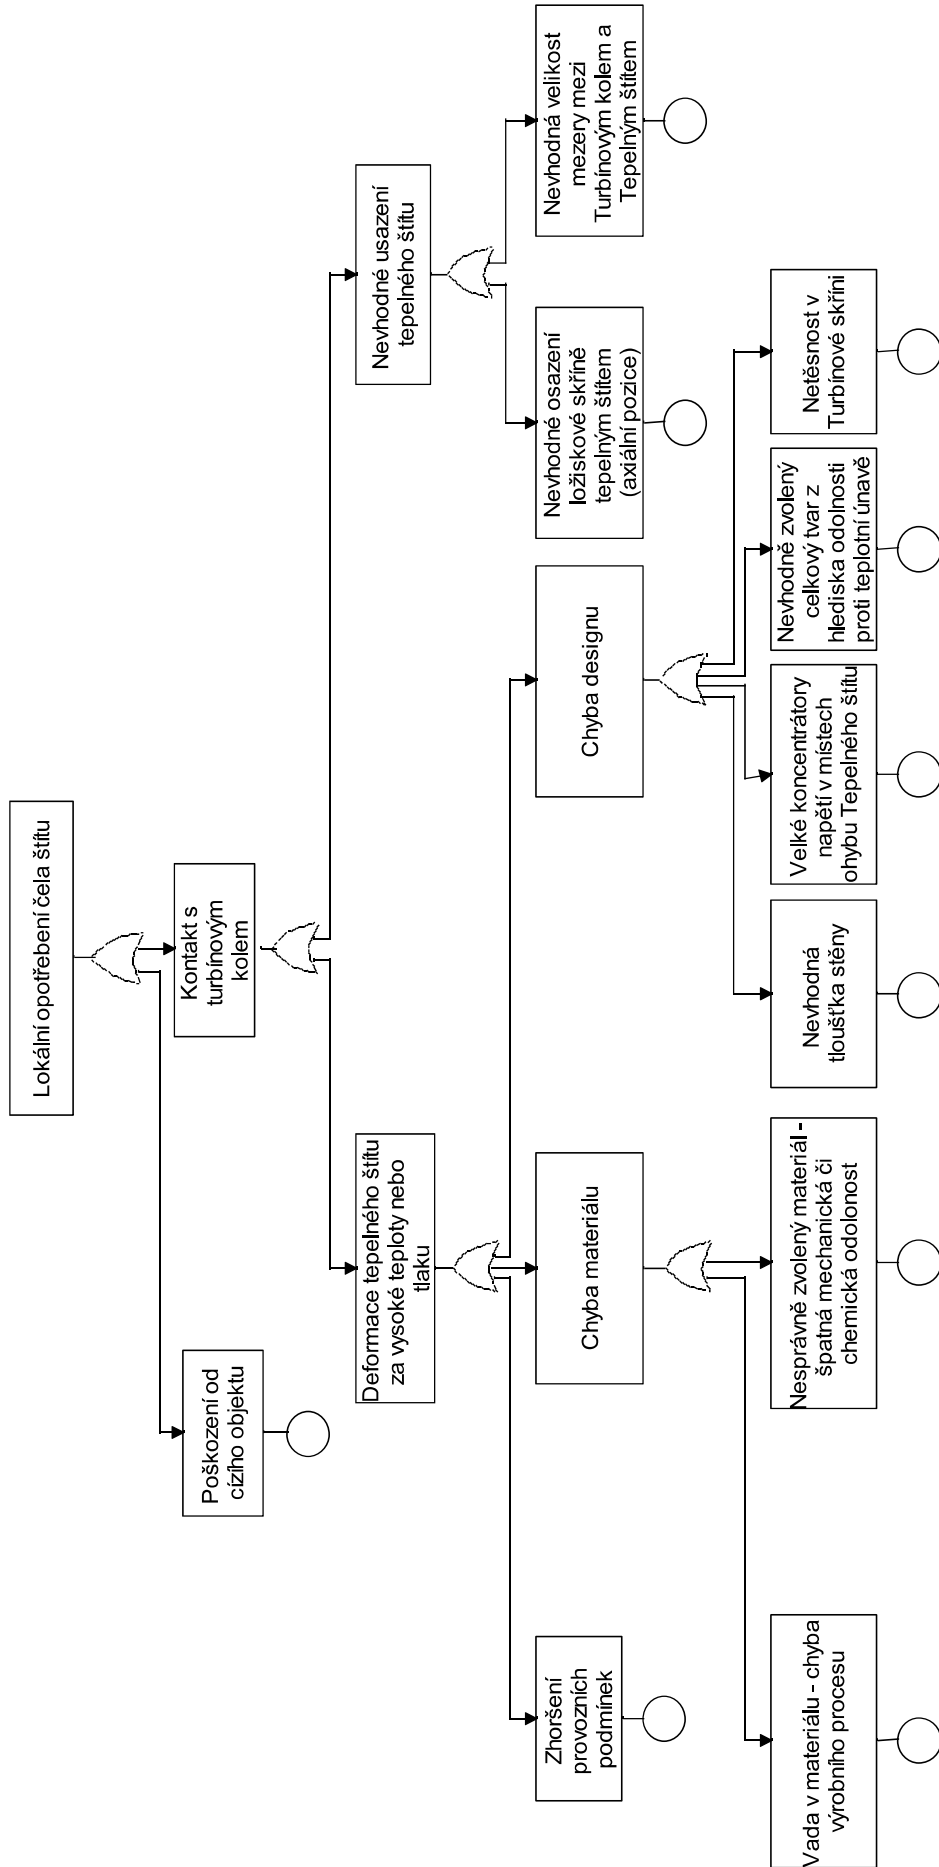 Lokální opotřebení čela štítu
Poškození od
cízího objektu
Kontakt s
turbínovým
kolem
Deformace tepelného štítu
za vysoké teploty nebo
tlaku
Nevhodné usazení
tepelného štítu
Zhoršení
provozních
podmínek
Chyba materiálu
Chyba designu
Nevhodné osazení
ložiskové skříně
tepelným štítem
(axiální pozice)
Nevhodná velikost
mezery mezi
Turbínovým kolem a
Tepelným štítem
Vada v materiálu - chyba
výrobního procesu
Nesprávně zvolený materiál -
špatná mechanická či
chemická odolonost
Nevhodná
tloušťka stěny
Velké koncentrátory
napětí v místech
ohybu Tepelného štítu
Nevhodně zvolený
celkový tvar z
hlediska odolnosti
proti teplotní únavě
Netěsnost v
Turbínové skříni